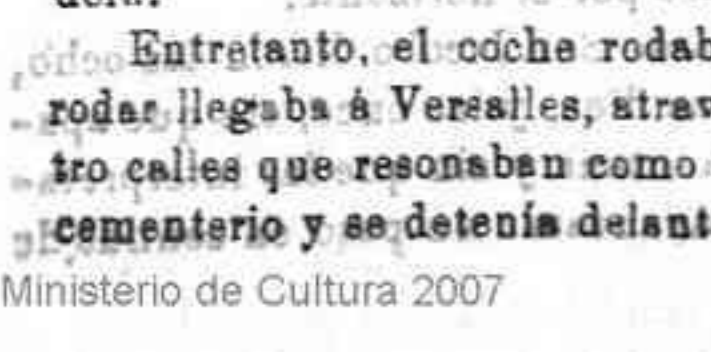 Entretanto, el coche rodab
rodar llegaba á Versalles, atrav
tro calles que resonaban como
cementerio y se detenía delant
Ministerio de Cultura 2007